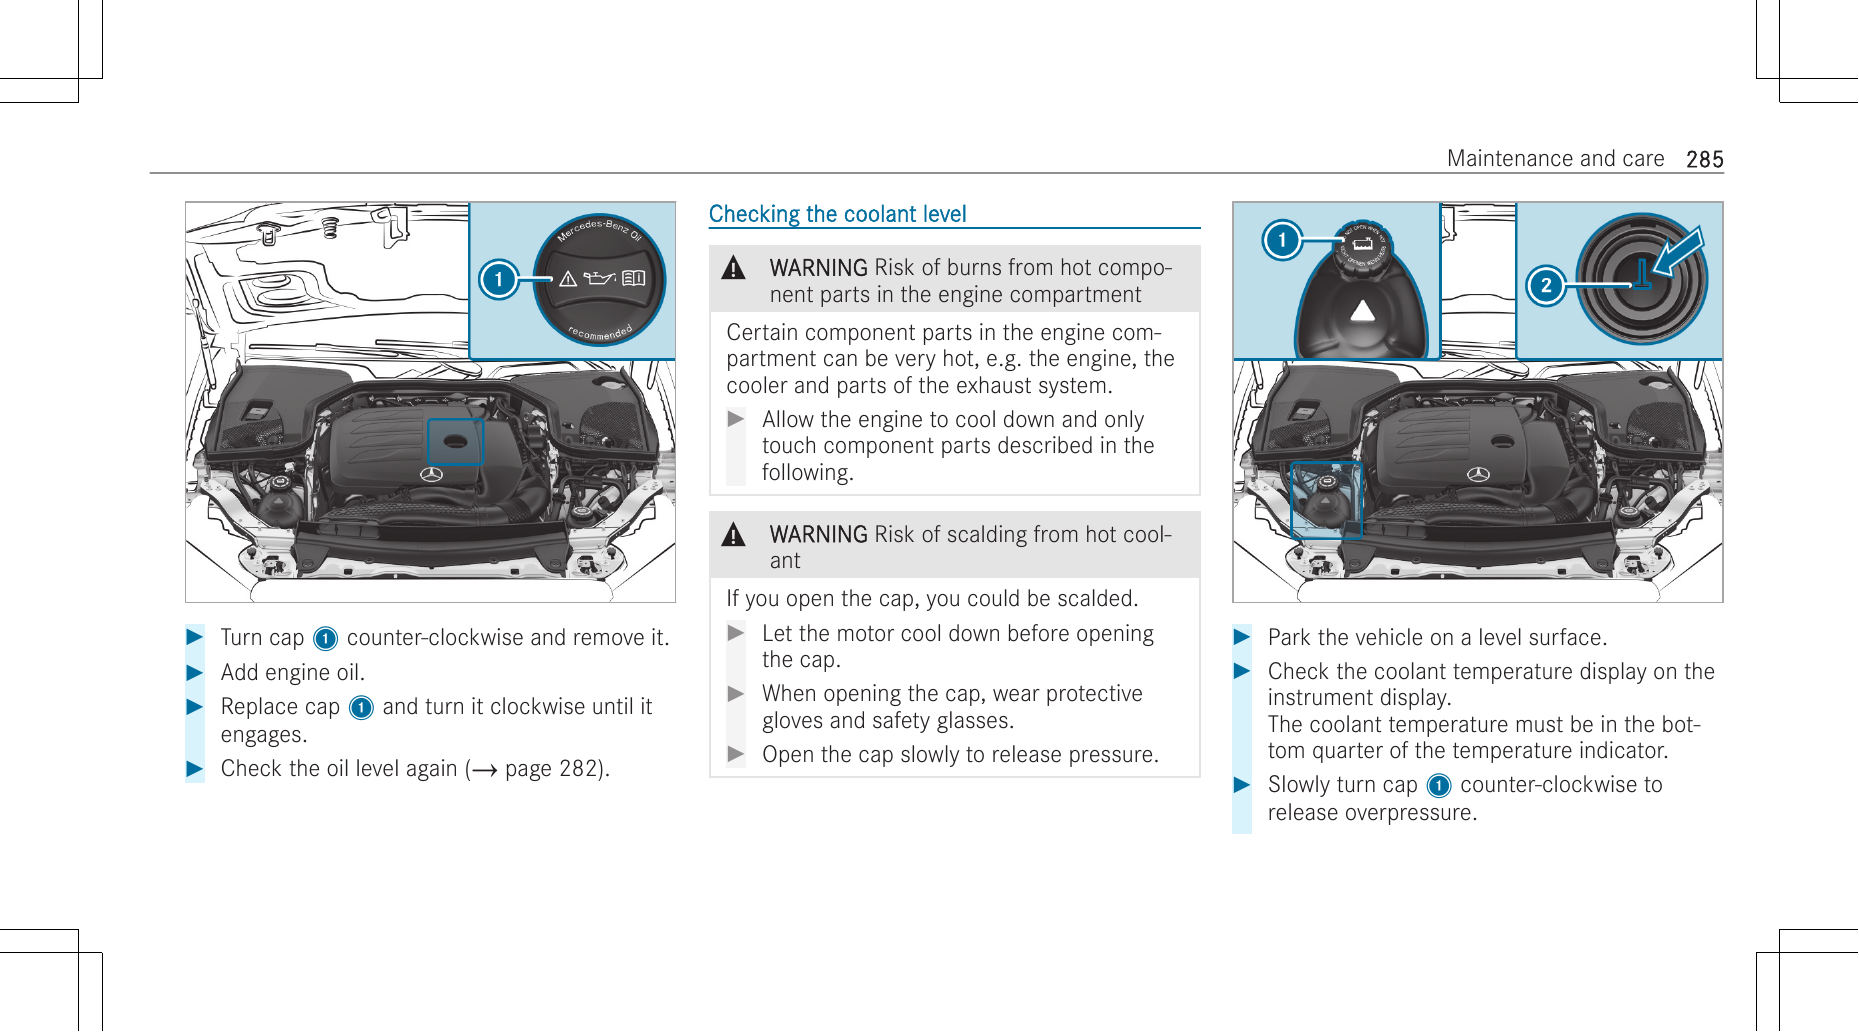 Maintenance and care 285
Mercedes-Benz Oil
1
recommended
Turn cap 1 counter-clockwise and remove it.
Add engine oil.
Replace cap 1 and turn it clockwise until it
engages.
Check the oil level again (→ page 282).
Checking the coolant level
WARNING Risk of burns from hot compo-
nent parts in the engine compartment
Certain component parts in the engine com-
partment can be very hot, e.g. the engine, the
cooler and parts of the exhaust system.
Allow the engine to cool down and only
touch component parts described in the
following.
WARNING Risk of scalding from hot cool-
ant
If you open the cap, you could be scalded.
Let the motor cool down before opening
the cap.
When opening the cap, wear protective
gloves and safety glasses.
Open the cap slowly to release pressure.
1
2
Park the vehicle on a level surface.
Check the coolant temperature display on the
instrument display.
The coolant temperature must be in the bot-
tom quarter of the temperature indicator.
Slowly turn cap 1 counter-clockwise to
release overpressure.